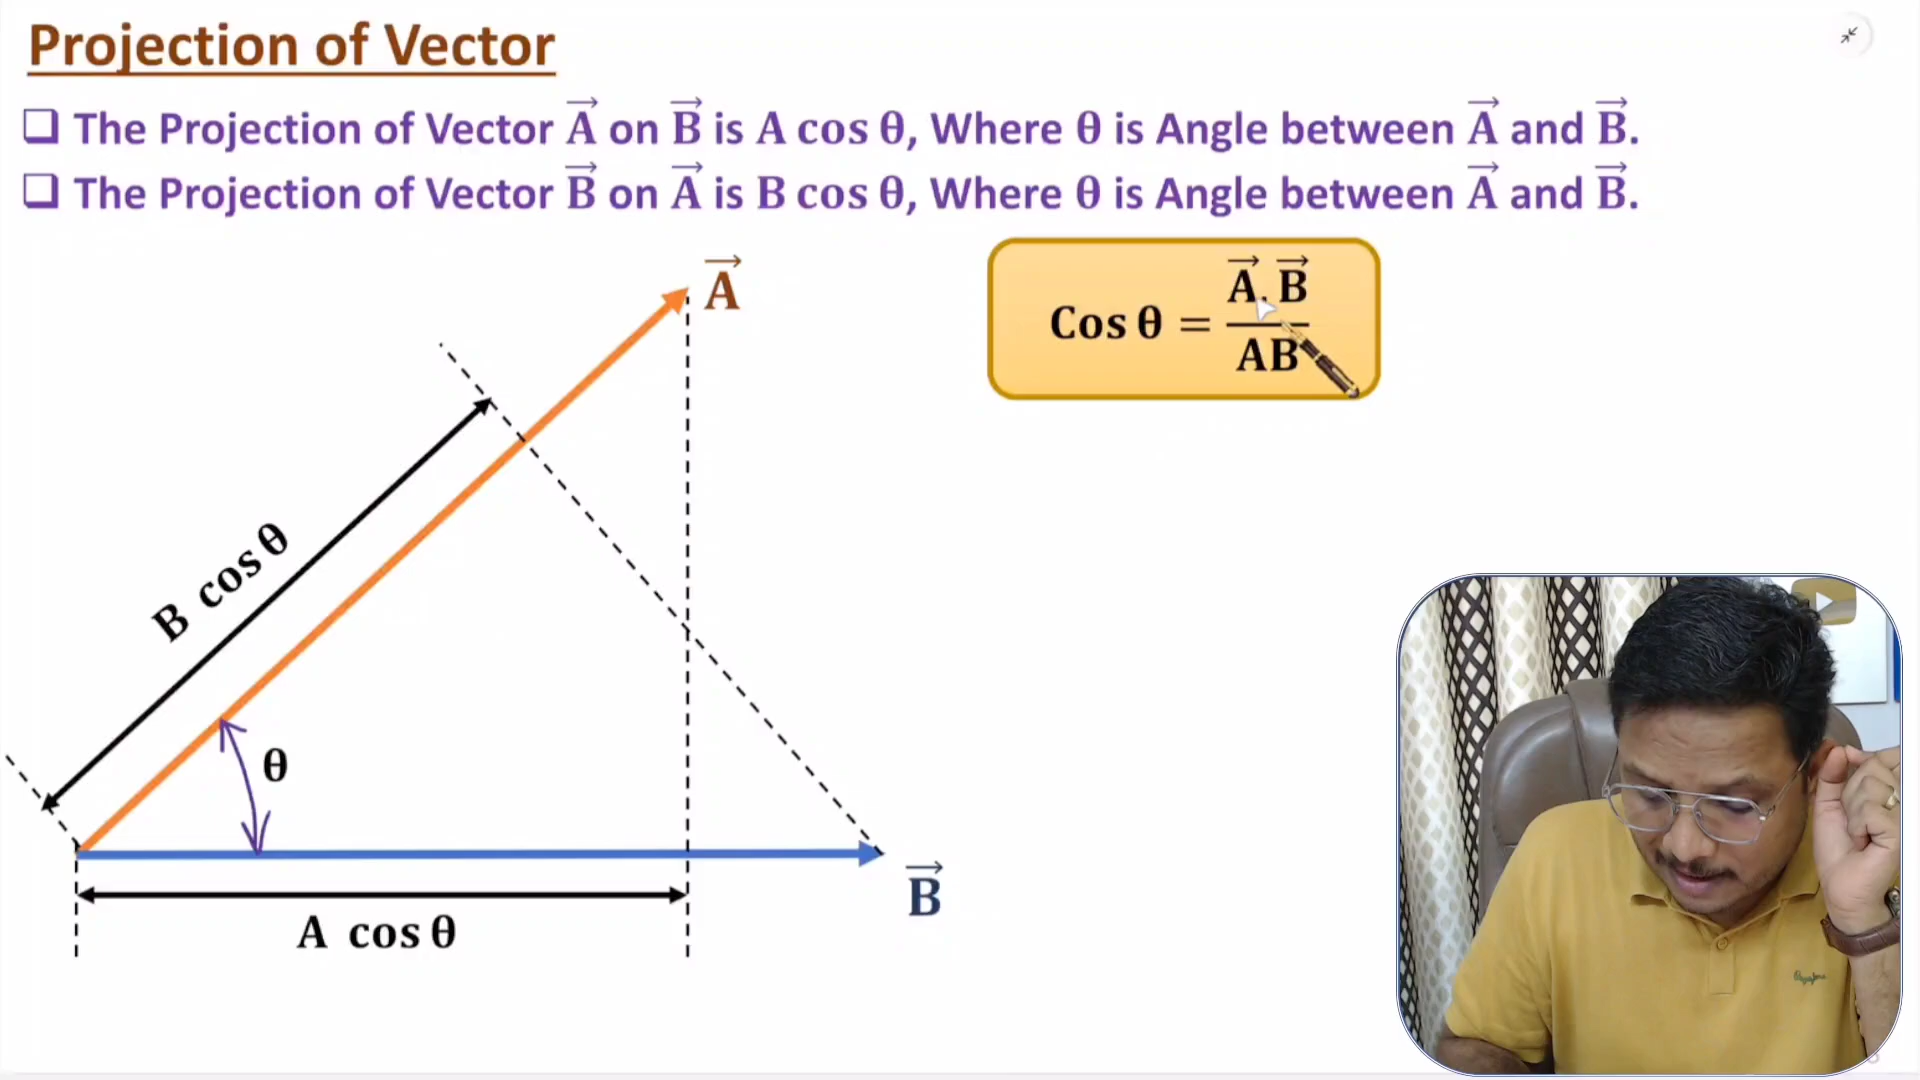 Projection of Vector
❑ The Projection of Vector A⃗ on B⃗ is A cos θ, Where θ is Angle between A⃗ and B⃗.
❑ The Projection of Vector B⃗ on A⃗ is B cos θ, Where θ is Angle between A⃗ and B⃗.
A⃗
Cos θ = A⃗. B⃗ / AB
B cos θ
θ
B⃗
A cos θ